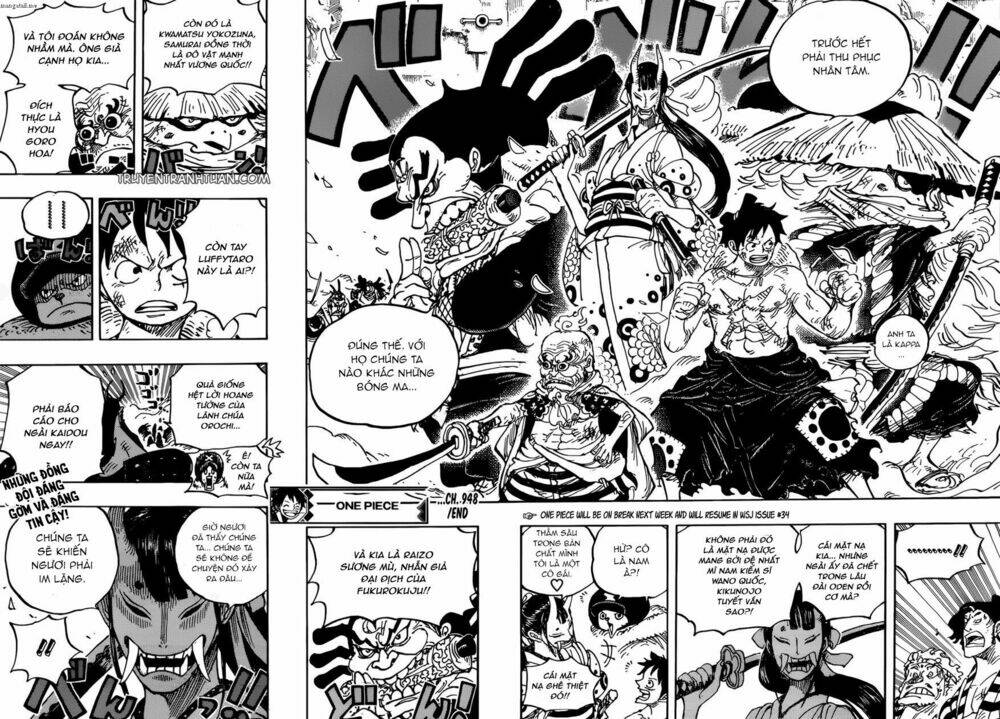 mangatail.me
TRƯỚC HẾT
PHẢI THU PHỤC
NHÂN TÂM.
ANH TA
LÀ KAPPA
...
ĐÚNG THẾ. VỚI
HỌ CHÚNG TA
NÀO KHÁC NHỮNG
BÓNG MA...
ONE PIECE
...CH. 948
/END
ONE PIECE WILL BE ON BREAK NEXT WEEK AND WILL RESUME IN WSJ ISSUE #34
..........!!
CÁI MẶT
NẠ KIA...
NHƯNG
NGÀI ẤY ĐÃ CHẾT
TRONG LÂU
ĐÀI ODEN RỒI
CƠ MÀ?
KHÔNG PHẢI ĐÓ
LÀ MẶT NẠ ĐƯỢC
MANG BỞI ĐỆ NHẤT
MĨ NAM KIẾM SĨ
WANO QUỐC,
KIKUNOJO
TUYẾT VẤN
SAO?!
HỬ? CÔ
LÀ NAM
À?!
THẲM SÂU
TRONG BẢN
CHẤT MÌNH
TÔI LÀ MỘT
CÔ GÁI.
CÁI MẶT
NẠ GHÊ THIỆT
ĐÓ!!
VÀ KIA LÀ RAIZO
SƯƠNG MÙ, NHẪN GIẢ
ĐẠI DỊCH CỦA
FUKUROKUJU!!
CÒN ĐÓ LÀ
KWAMATSU YOKOZUNA,
SAMURAI ĐỒNG THỜI
LÀ ĐÔ VẬT MẠNH
NHẤT VƯƠNG QUỐC!!
VÀ TÔI ĐOÁN KHÔNG
NHẦM MÀ. ÔNG GIÀ
CẠNH HỌ KIA...
ĐÍCH
THỰC LÀ
HYOU
GORO
HOA!
TRUYENTRANHTUAN.COM
CÒN TAY
LUFFYTARO
NÀY LÀ AI?!
QUẢ GIỐNG
HỆT LỜI HOANG
TƯỞNG CỦA
LÃNH CHÚA
OROCHI...
Ê!
CÒN TA
NỮA
MÀ!
PHẢI BÁO
CÁO CHO
NGÀI KAIDOU
NGAY!!
NHỮNG ĐỒNG
ĐỘI ĐÁNG
GỜM VÀ ĐÁNG
TIN CẬY!
GIỜ NGƯƠI
ĐÃ THẤY CHÚNG
TA... CHÚNG TA
SẼ KHÔNG ĐỂ
CHUYỆN ĐÓ XẢY
RA ĐÂU...
CHÚNG TA
SẼ KHIẾN
NGƯƠI PHẢI
IM LẶNG.
!!